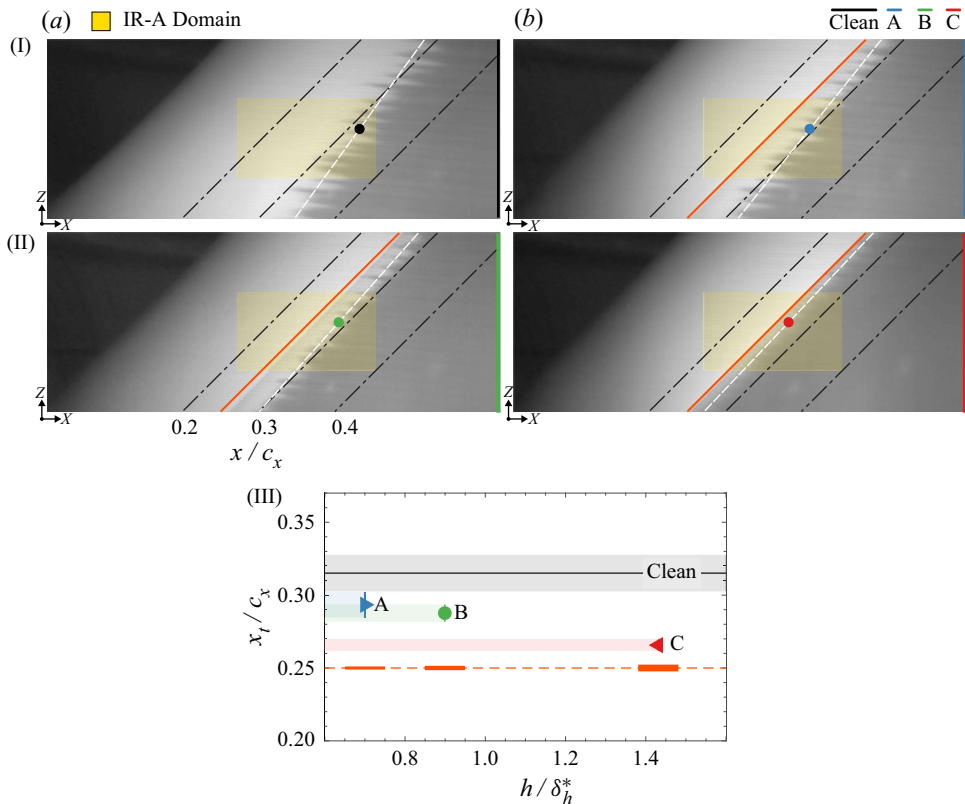 (a) IR-A Domain (b) Clean A B C
(I)
Z Z
X X
(II)
Z Z
X X
0.2 0.3 0.4
x / c_x
(III)
0.35
Clean
0.30
A B
C
0.25
0.20
0.8 1.0 1.2 1.4
x_t / c_x
h / δ*_h